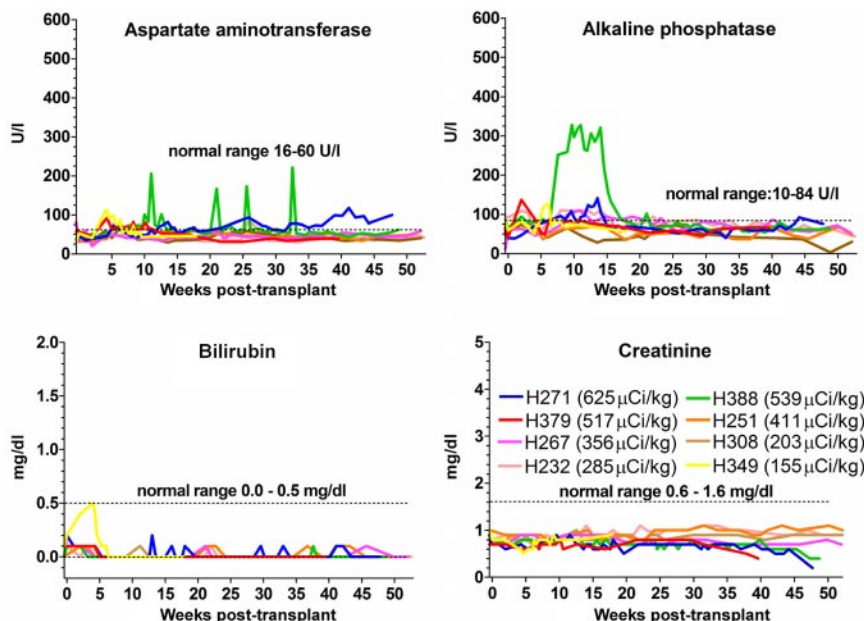 Aspartate aminotransferase
600
500
400
300
200
100
0
U/l
normal range 16-60 U/l
5 10 15 20 25 30 35 40 45 50
Weeks post-transplant
Alkaline phosphatase
600
500
400
300
200
100
0
U/l
normal range:10-84 U/l
0 5 10 15 20 25 30 35 40 45 50
Weeks post-transplant
Bilirubin
2.0
1.5
1.0
0.5
0.0
mg/dl
normal range 0.0 - 0.5 mg/dl
0 5 10 15 20 25 30 35 40 45 50
Weeks post-transplant
Creatinine
5
4
3
2
1
0
mg/dl
H271 (625μCi/kg) H388 (539μCi/kg)
H379 (517μCi/kg) H251 (411μCi/kg)
H267 (356μCi/kg) H308 (203μCi/kg)
H232 (285μCi/kg) H349 (155μCi/kg)
normal range 0.6 - 1.6 mg/dl
0 5 10 15 20 25 30 35 40 45 50
Weeks post-transplant